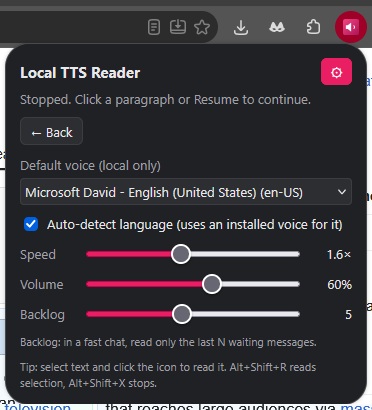 Local TTS Reader
Stopped. Click a paragraph or Resume to continue.
← Back
Default voice (local only)
Microsoft David - English (United States) (en-US)
Auto-detect language (uses an installed voice for it)
Speed 1.6×
Volume 60%
Backlog 5
Backlog: in a fast chat, read only the last N waiting messages.
Tip: select text and click the icon to read it. Alt+Shift+R reads
selection, Alt+Shift+X stops.
that reaches large audiences via